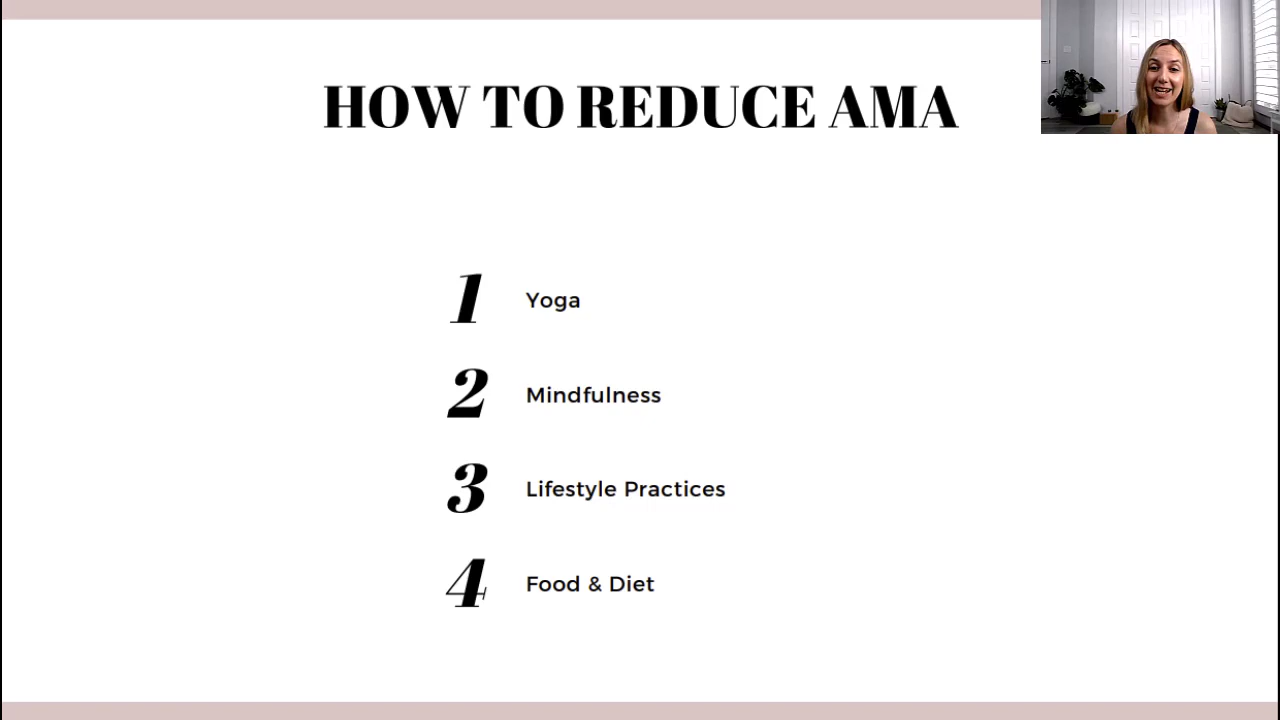 HOW TO REDUCE AMA
1 Yoga
2 Mindfulness
3 Lifestyle Practices
4 Food & Diet